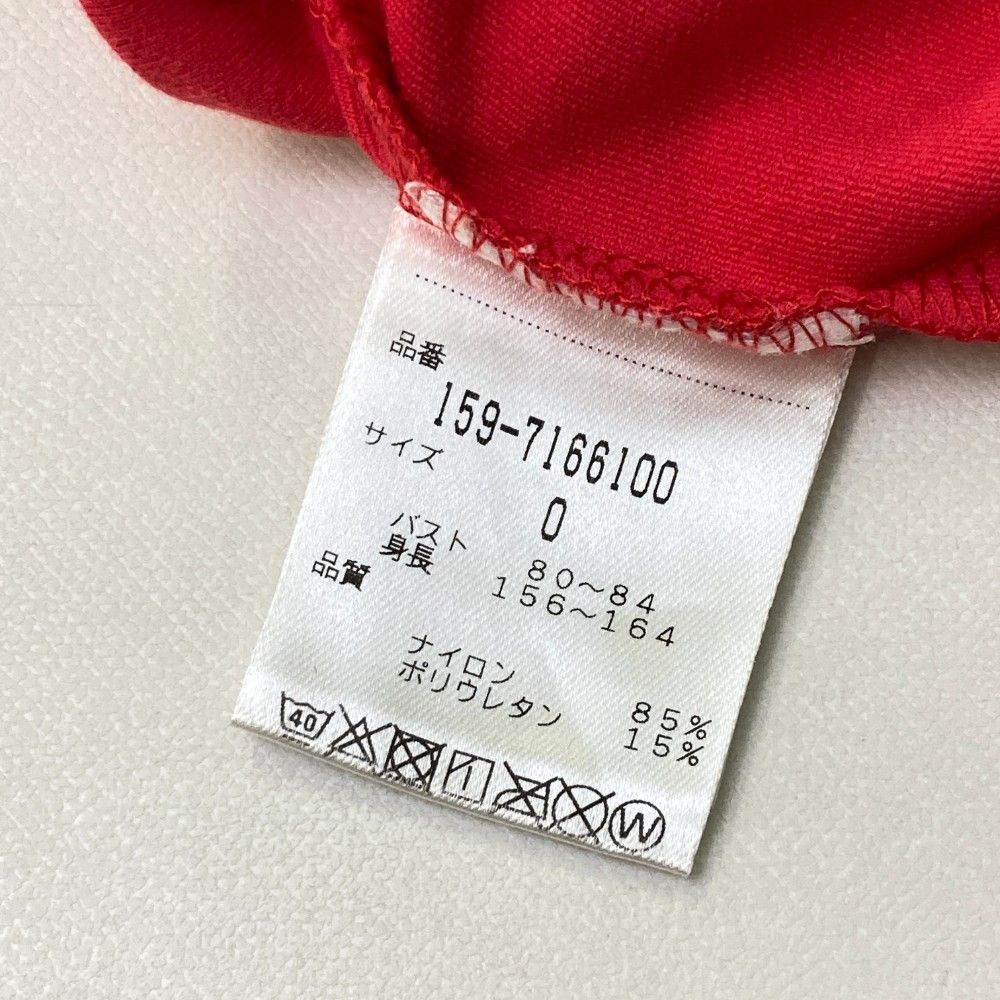 品番
159-7166100
サイズ
0
バスト 80～84
身長 156～164
品質
ナイロン 85%
ポリウレタン 15%
40
W